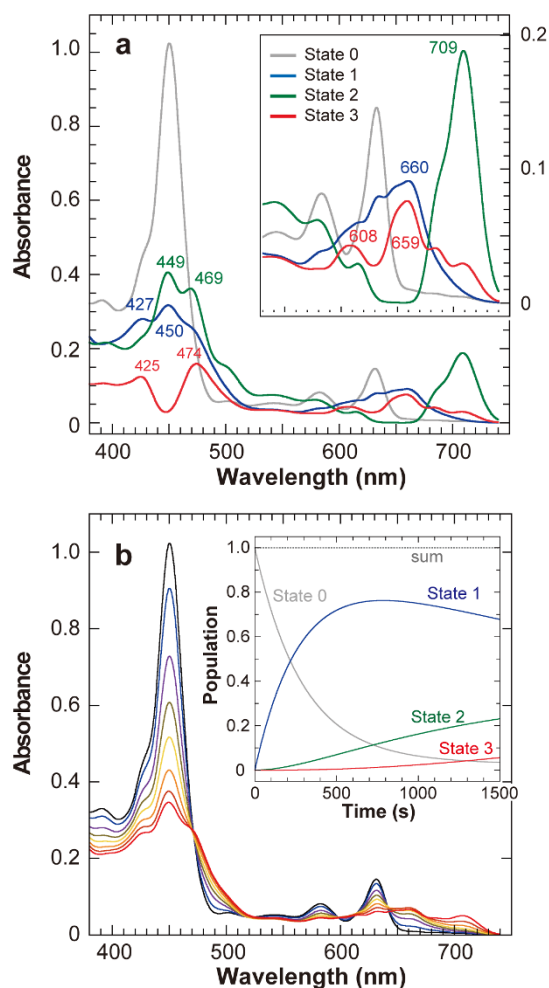 a
State 0
State 1
State 2
State 3
709
660
608
659
0.2
0.1
0
449
469
427
450
425
474
1.0
0.8
0.6
0.4
0.2
0
Absorbance
400
500
600
700
Wavelength (nm)
b
1.0
0.8
0.6
0.4
0.2
0
Absorbance
1.0
0.8
0.6
0.4
0.2
0
Population
sum
State 0
State 1
State 2
State 3
0
500
1000
1500
Time (s)
400
500
600
700
Wavelength (nm)